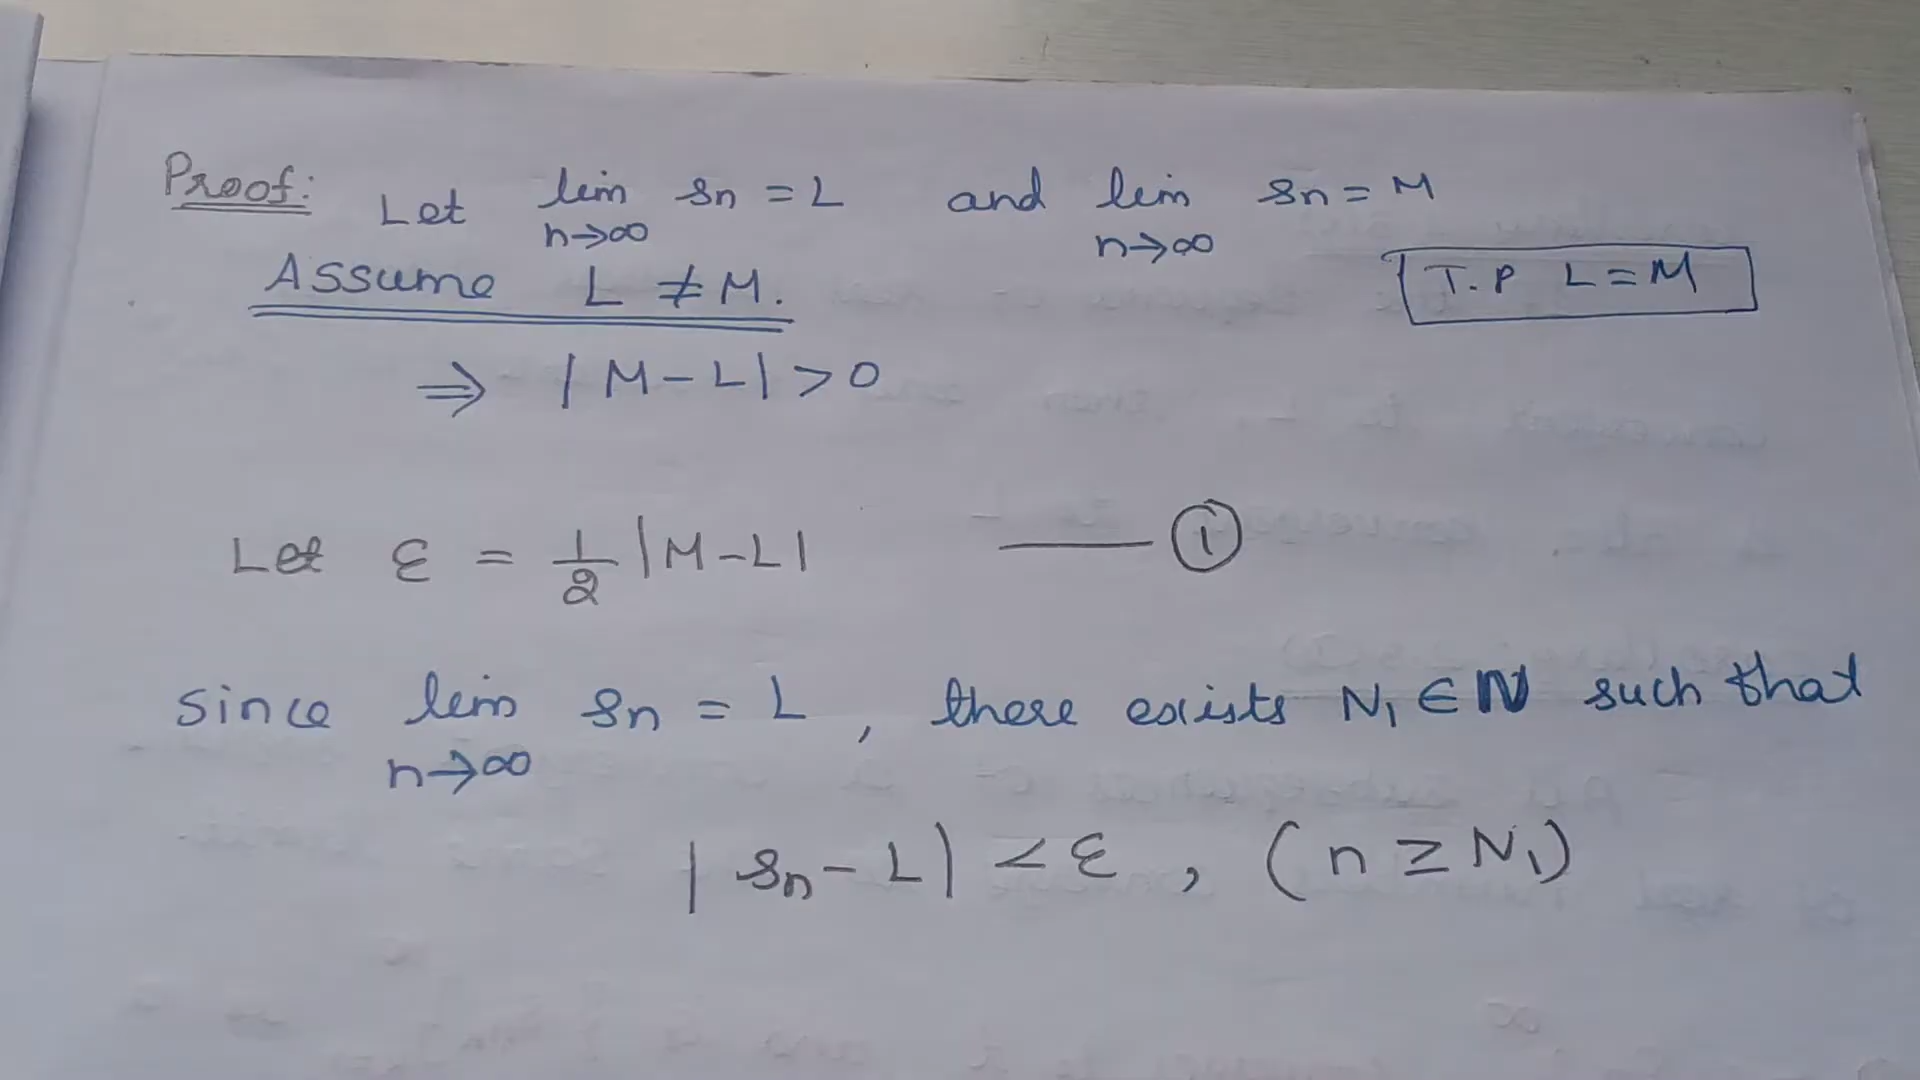 Proof: Let lim n→∞ sn = L and lim n→∞ sn = M
Assume L ≠ M.
T.P L = M
⇒ |M - L| > 0
Let ε = 1/2 |M - L| —— ①
Since lim n→∞ sn = L, there exists N₁ ∈ ℕ such that
|sn - L| < ε, (n ≥ N₁)